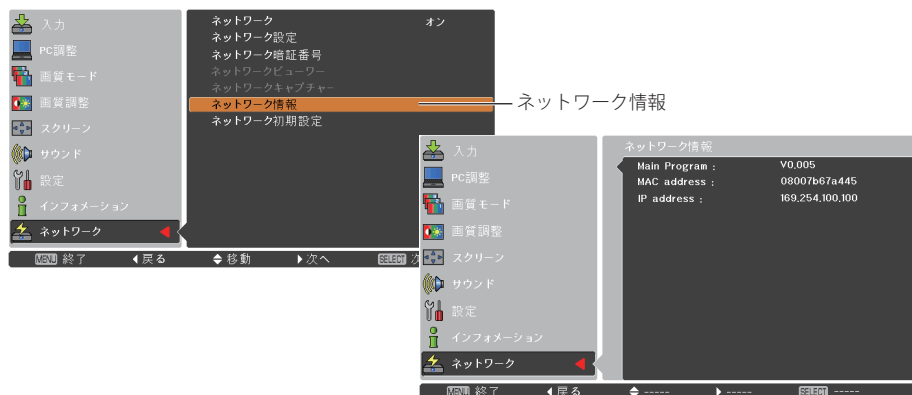 入力
PC調整
画質モード
画質調整
スクリーン
サウンド
設定
インフォメーション
ネットワーク
ネットワーク オン
ネットワーク設定
ネットワーク暗証番号
ネットワークビューワー
ネットワークキャプチャー
ネットワーク情報
ネットワーク初期設定
MENU 終了 戻る 移動 次へ SELECT 次
ネットワーク情報
入力
PC調整
画質モード
画質調整
スクリーン
サウンド
設定
インフォメーション
ネットワーク
ネットワーク情報
Main Program : V0,005
MAC address : 08007b67a445
IP address : 169,254,100,100
MENU 終了 戻る ----- ----- SELECT -----